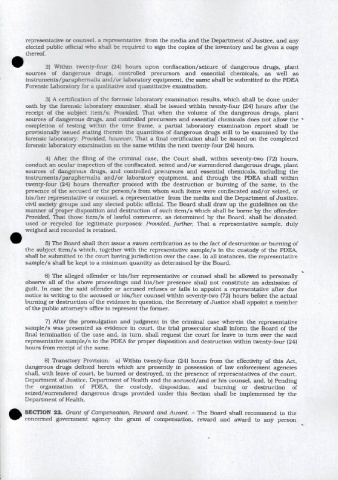 representative or counsel, a representative from the media and the Department of Justice, and any
elected public official who shall be required to sign the copies of the inventory and be given a copy
thereof.
2) Within twenty-four (24) hours upon confiscation/seizure of dangerous drugs, plant
sources of dangerous drugs, controlled precursors and essential chemicals, as well as
instruments/paraphernalia and/or laboratory equipment, the same shall be submitted to the PDEA
Forensic Laboratory for a qualitative and quantitative examination.
3) A certification of the forensic laboratory examination results, which shall be done under
oath by the forensic laboratory examiner, shall be issued within twenty-four (24) hours after the
receipt of the subject item/s: Provided, That when the volume of the dangerous drugs, plant
sources of dangerous drugs, and controlled precursors and essential chemicals does not allow the
completion of testing within the time frame, a partial laboratory examination report shall be
provisionally issued stating therein the quantities of dangerous drugs still to be examined by the
forensic laboratory: Provided, however, That a final certification shall be issued on the completed
forensic laboratory examination on the same within the next twenty-four (24) hours.
4) After the filing of the criminal case, the Court shall, within seventy-two (72) hours,
conduct an ocular inspection of the confiscated, seized and/or surrendered dangerous drugs, plant
sources of dangerous drugs, and controlled precursors and essential chemicals, including the
instruments/paraphernalia and/or laboratory equipment, and through the PDEA shall within
twenty-four (24) hours thereafter proceed with the destruction or burning of the same, in the
presence of the accused or the person/s from whom such items were confiscated and/or seized, or
his/her representative or counsel, a representative from the media and the Department of Justice,
civil society groups and any elected public official. The Board shall draw up the guidelines on the
manner of proper disposition and destruction of such item/s which shall be borne by the offender:
Provided, That those item/s of lawful commerce, as determined by the Board, shall be donated,
used or recycled for legitimate purposes: Provided, further, That a representative sample, duly
weighed and recorded is retained.
5) The Board shall then issue a sworn certification as to the fact of destruction or burning of
the subject item/s which, together with the representative sample/s in the custody of the PDEA,
shall be submitted to the court having jurisdiction over the case. In all instances, the representative
sample/s shall be kept to a minimum quantity as determined by the Board.
6) The alleged offender or his/her representative or counsel shall be allowed to personally
observe all of the above proceedings and his/her presence shall not constitute an admission of
guilt. In case the said offender or accused refuses or fails to appoint a representative after due
notice in writing to the accused or his/her counsel within seventy-two (72) hours before the actual
burning or destruction of the evidence in question, the Secretary of Justice shall appoint a member
of the public attorney's office to represent the former.
7) After the promulgation and judgment in the criminal case wherein the representative
sample/s was presented as evidence in court, the trial prosecutor shall inform the Board of the
final termination of the case and, in turn, shall request the court for leave to turn over the said
representative sample/s to the PDEA for proper disposition and destruction within twenty-four (24)
hours from receipt of the same.
8) Transitory Provision: a) Within twenty-four (24) hours from the effectivity of this Act,
dangerous drugs defined herein which are presently in possession of law enforcement agencies
shall, with leave of court, be burned or destroyed, in the presence of representatives of the court,
Department of Justice, Department of Health and the accused/and or his counsel, and, b) Pending
the organization of PDEA, the custody, disposition, and burning or destruction of
seized/surrendered dangerous drugs provided under this Section shall be implemented by the
Department of Health.
SECTION 22. Grant of Compensation, Reward and Award. – The Board shall recommend to the
concerned government agency the grant of compensation, reward and award to any person